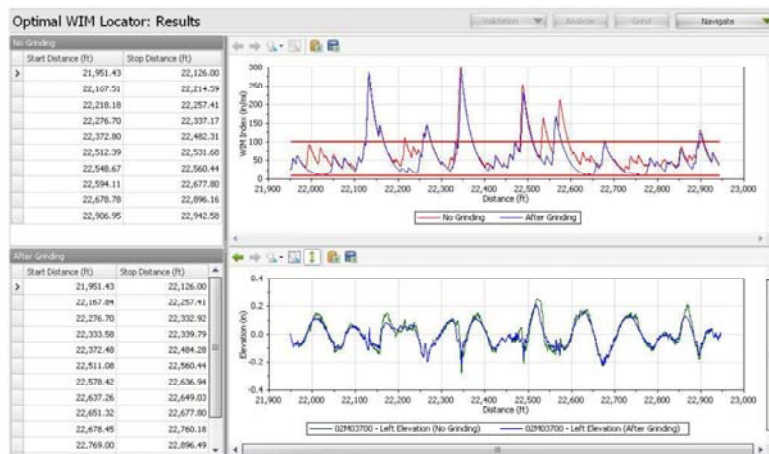 Optimal WIM Locator: Results
Validation Analyze Grind Navigate
No Grinding
Start Distance (ft) Stop Distance (ft)
21,951.43 22,126.00
22,167.51 22,214.59
22,218.18 22,257.41
22,276.70 22,337.17
22,372.80 22,482.31
22,512.39 22,531.68
22,548.67 22,560.44
22,594.11 22,677.80
22,678.78 22,896.16
22,906.95 22,942.58
WIM Index (in/mi)
300
250
200
150
100
50
0
21,900 22,000 22,100 22,200 22,300 22,400 22,500 22,600 22,700 22,800 22,900 23,000
Distance (ft)
No Grinding After Grinding
After Grinding
Start Distance (ft) Stop Distance (ft)
21,951.43 22,126.00
22,167.84 22,257.41
22,276.70 22,332.92
22,333.58 22,339.79
22,372.48 22,484.28
22,511.08 22,560.44
22,578.42 22,636.94
22,637.26 22,649.03
22,651.32 22,677.80
22,678.45 22,760.18
22,769.00 22,896.49
Elevation (in)
0.4
0.2
0.0
-0.2
-0.4
21,900 22,000 22,100 22,200 22,300 22,400 22,500 22,600 22,700 22,800 22,900 23,000
Distance (ft)
02M03700 - Left Elevation (No Grinding) 02M03700 - Left Elevation (After Grinding)